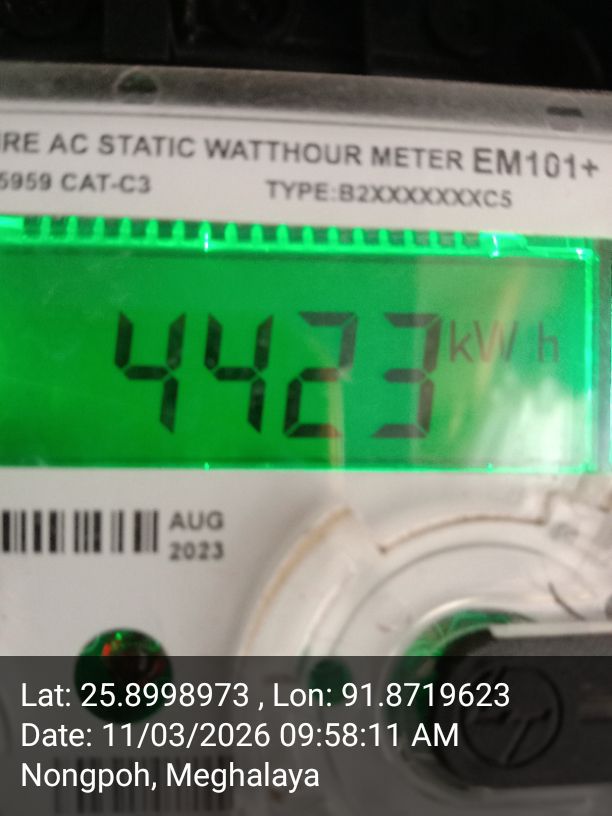 IRE AC STATIC WATTHOUR METER EM101+
5959 CAT-C3 TYPE:B2XXXXXXXC5
4423 kWh
AUG
2023
Lat: 25.8998973 , Lon: 91.8719623
Date: 11/03/2026 09:58:11 AM
Nongpoh, Meghalaya